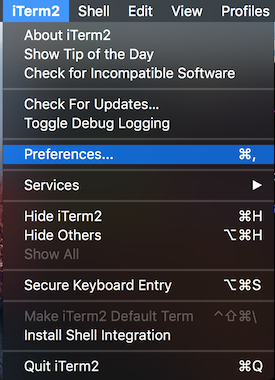 iTerm2 Shell Edit View Profiles
About iTerm2
Show Tip of the Day
Check for Incompatible Software
Check For Updates...
Toggle Debug Logging
Preferences... ⌘,
Services ▶
Hide iTerm2 ⌘H
Hide Others ⌥⌘H
Show All
Secure Keyboard Entry ⌥⌘S
Make iTerm2 Default Term ^⇧⌘\
Install Shell Integration
Quit iTerm2 ⌘Q